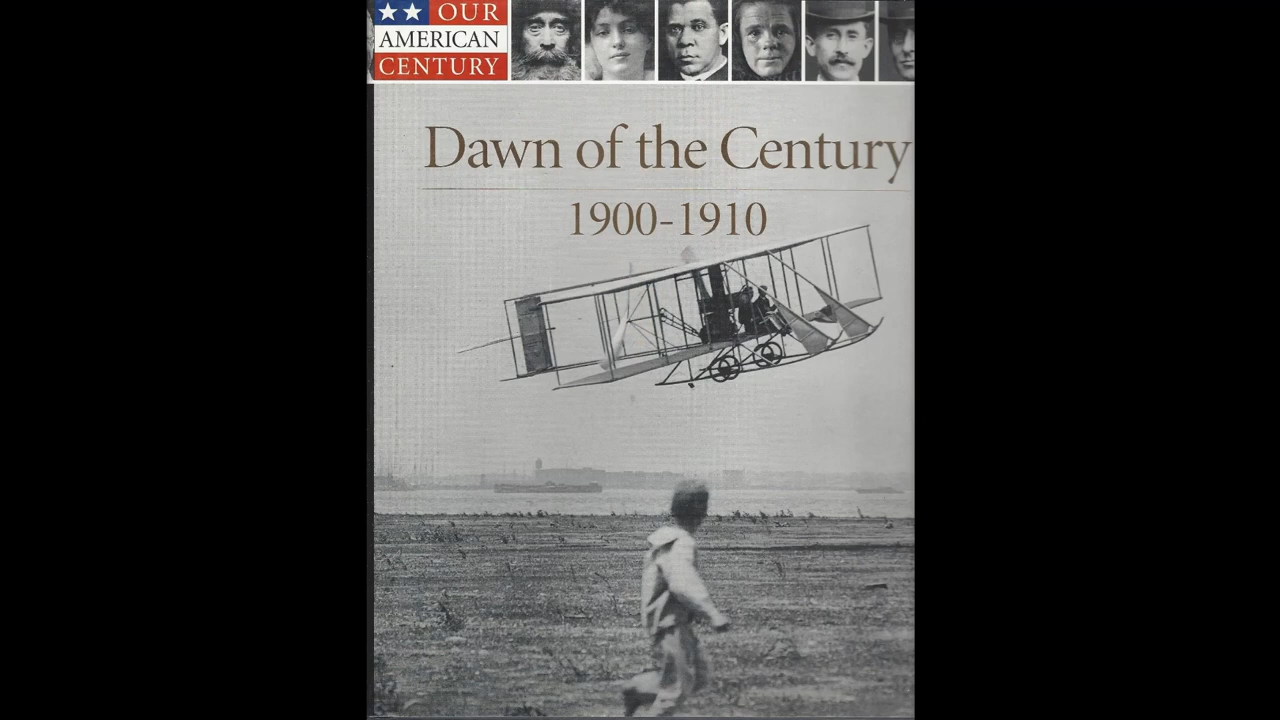 OUR
AMERICAN
CENTURY
Dawn of the Century
1900-1910